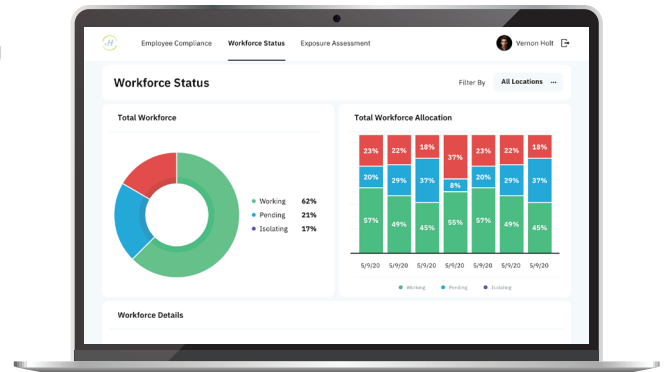 H
Employee Compliance Workforce Status Exposure Assessment Vernon Holt
Workforce Status Filter By All Locations ...
Total Workforce
Working 62%
Pending 21%
Isolating 17%
Total Workforce Allocation
23% 22% 18% 37% 23% 22% 18%
20% 29% 37% 8% 20% 29% 37%
57% 49% 45% 55% 57% 49% 45%
5/9/20 5/9/20 5/9/20 5/9/20 5/9/20 5/9/20 5/9/20
Working Pending Isolating
Workforce Details